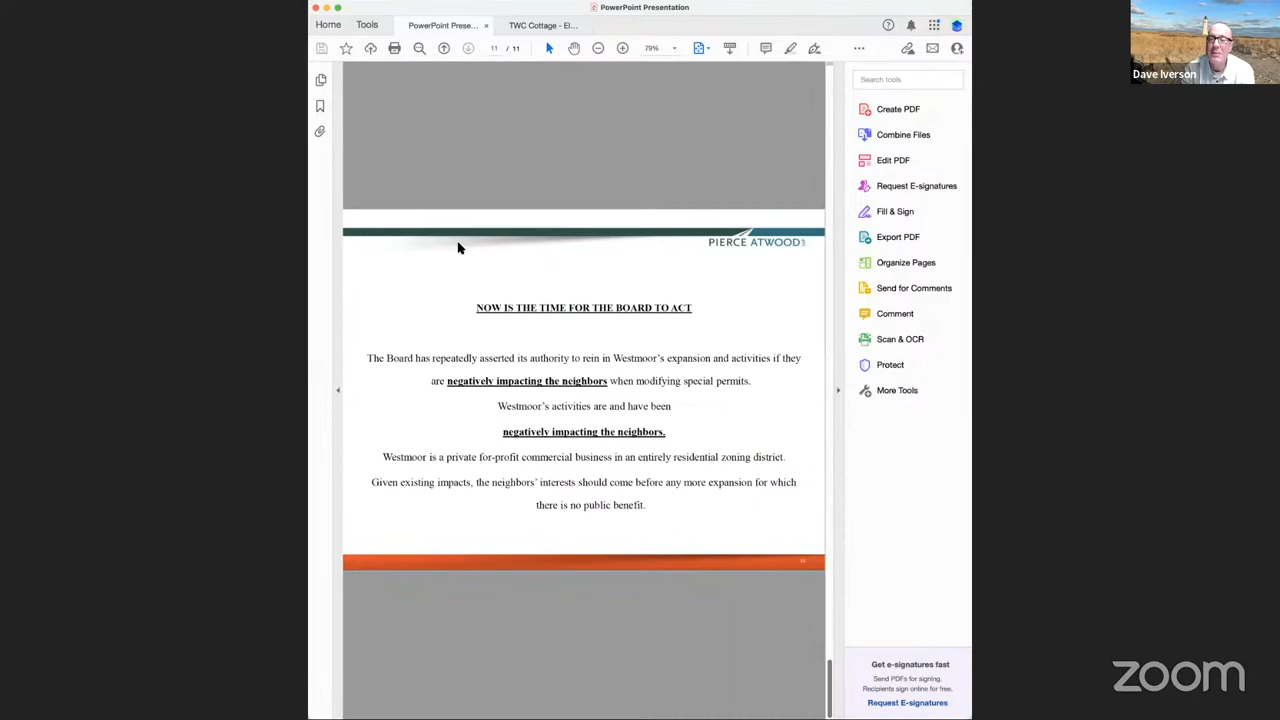 PowerPoint Presentation
Home
Tools
PowerPoint Prese...
TWC Cottage - El...
11 / 11
79%
Dave Iverson
Search tools
Create PDF
Combine Files
Edit PDF
Request E-signatures
Fill & Sign
Export PDF
Organize Pages
Send for Comments
Comment
Scan & OCR
Protect
More Tools
PIERCE ATWOOD
NOW IS THE TIME FOR THE BOARD TO ACT
The Board has repeatedly asserted its authority to rein in Westmoor's expansion and activities if they
are negatively impacting the neighbors when modifying special permits.
Westmoor's activities are and have been
negatively impacting the neighbors.
Westmoor is a private for-profit commercial business in an entirely residential zoning district.
Given existing impacts, the neighbors' interests should come before any more expansion for which
there is no public benefit.
Get e-signatures fast
Send PDFs for signing.
Recipients sign online for free.
Request E-signatures
zoom